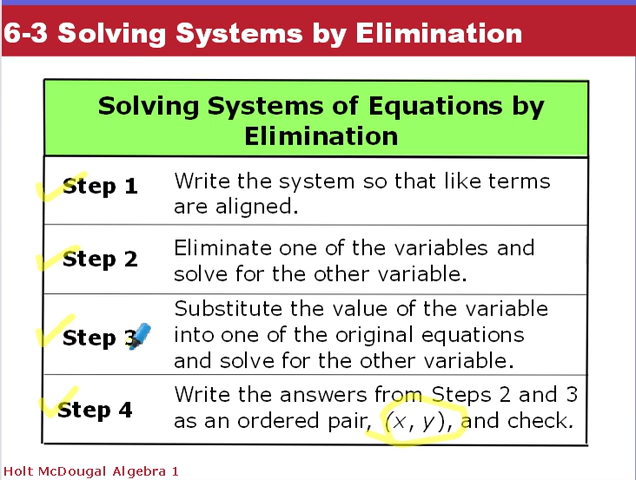 6-3 Solving Systems by Elimination
Solving Systems of Equations by
Elimination
Step 1
Write the system so that like terms
are aligned.
Step 2
Eliminate one of the variables and
solve for the other variable.
Step 3
Substitute the value of the variable
into one of the original equations
and solve for the other variable.
Step 4
Write the answers from Steps 2 and 3
as an ordered pair, (x, y), and check.
Holt McDougal Algebra 1